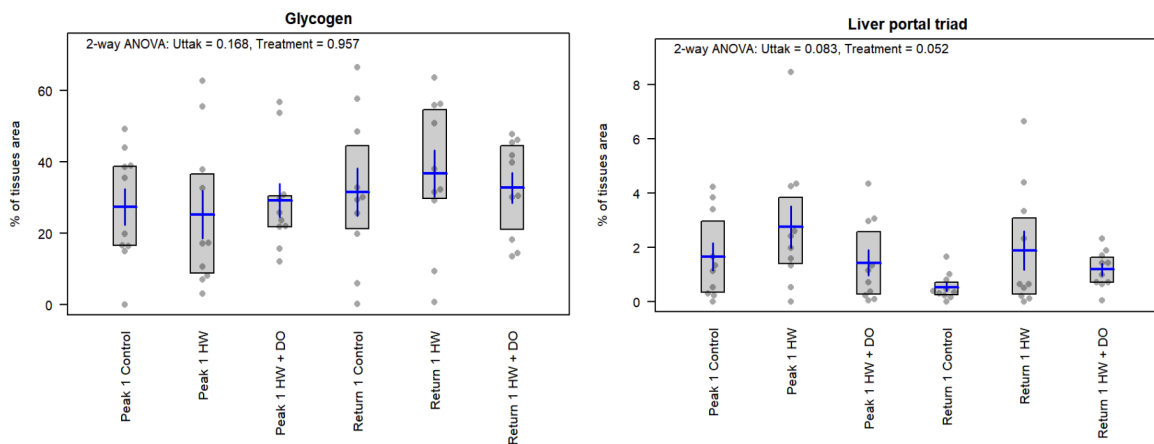 Glycogen
2-way ANOVA: Uttak = 0.168, Treatment = 0.957
% of tissues area
60
40
20
0
Peak 1 Control
Peak 1 HW
Peak 1 HW + DO
Return 1 Control
Return 1 HW
Return 1 HW + DO
Liver portal triad
2-way ANOVA: Uttak = 0.083, Treatment = 0.052
% of tissues area
8
6
4
2
0
Peak 1 Control
Peak 1 HW
Peak 1 HW + DO
Return 1 Control
Return 1 HW
Return 1 HW + DO